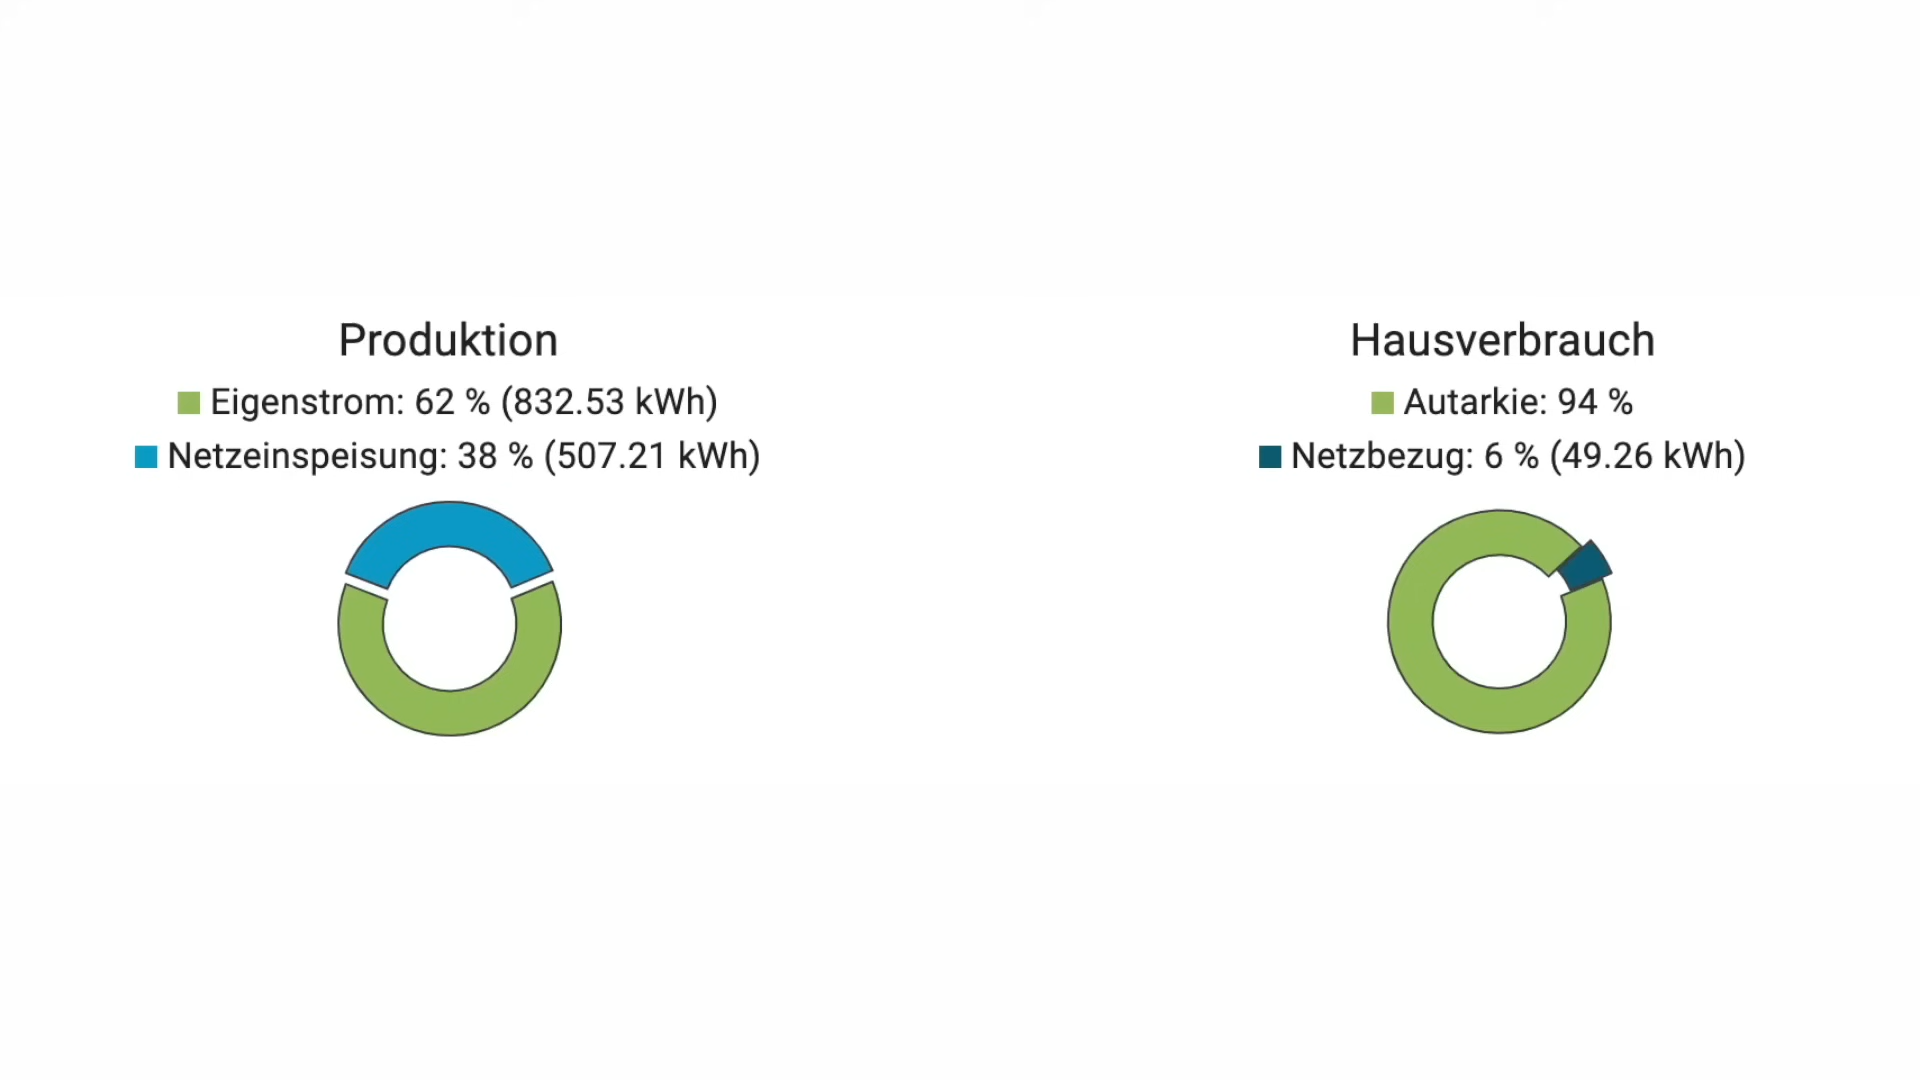 Produktion
Eigenstrom: 62 % (832.53 kWh)
Netzeinspeisung: 38 % (507.21 kWh)
Hausverbrauch
Autarkie: 94 %
Netzbezug: 6 % (49.26 kWh)